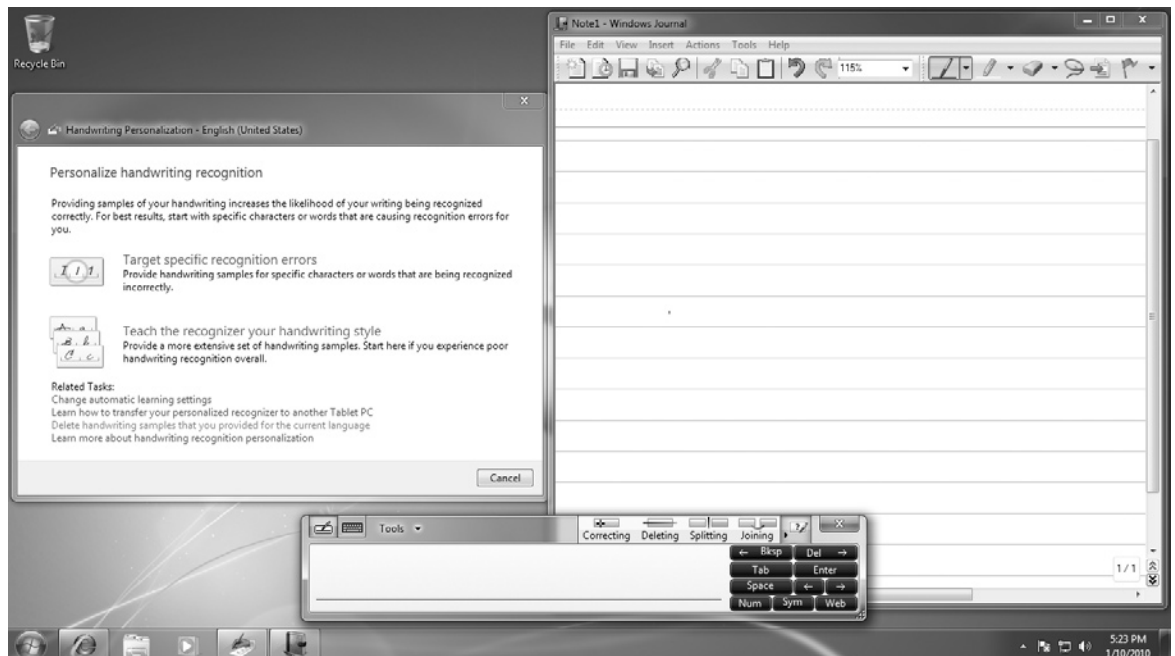 Recycle Bin
Note1 - Windows Journal
File Edit View Insert Actions Tools Help
115%
Handwriting Personalization - English (United States)
Personalize handwriting recognition
Providing samples of your handwriting increases the likelihood of your writing being recognized
correctly. For best results, start with specific characters or words that are causing recognition errors for
you.
Target specific recognition errors
Provide handwriting samples for specific characters or words that are being recognized
incorrectly.
Teach the recognizer your handwriting style
Provide a more extensive set of handwriting samples. Start here if you experience poor
handwriting recognition overall.
Related Tasks:
Change automatic learning settings
Learn how to transfer your personalized recognizer to another Tablet PC
Delete handwriting samples that you provided for the current language
Learn more about handwriting recognition personalization
Cancel
Tools
Correcting Deleting Splitting Joining
← Bksp Del →
Tab Enter
Space ← →
Num Sym Web
1/1
5:23 PM
1/10/2010